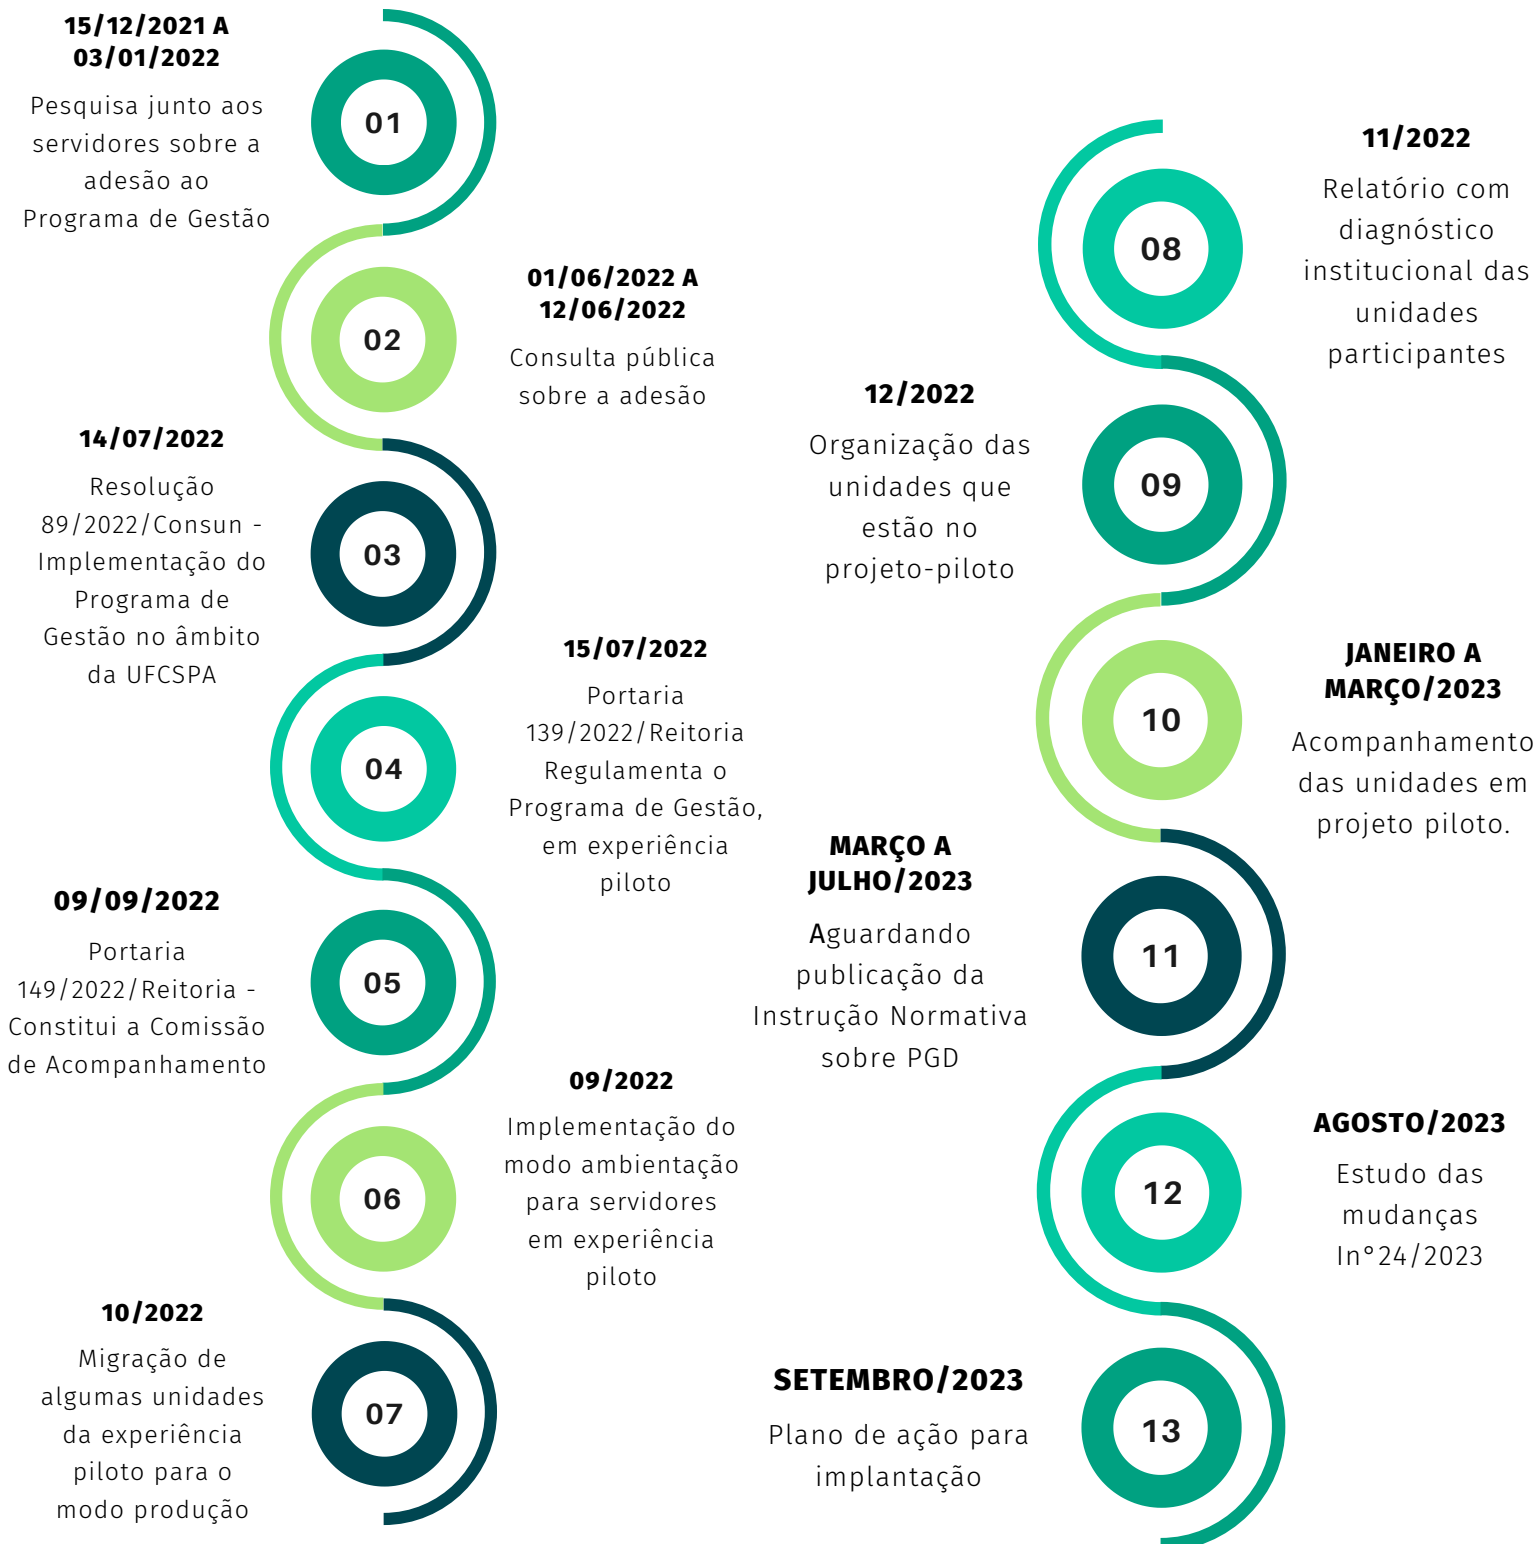 15/12/2021 A
03/01/2022
Pesquisa junto aos
servidores sobre a
adesão ao
Programa de Gestão
01
01/06/2022 A
12/06/2022
Consulta pública
sobre a adesão
02
14/07/2022
Resolução
89/2022/Consun -
Implementação do
Programa de
Gestão no âmbito
da UFCSPA
03
15/07/2022
Portaria
139/2022/Reitoria
Regulamenta o
Programa de Gestão,
em experiência
piloto
04
09/09/2022
Portaria
149/2022/Reitoria -
Constitui a Comissão
de Acompanhamento
05
09/2022
Implementação do
modo ambientação
para servidores
em experiência
piloto
06
10/2022
Migração de
algumas unidades
da experiência
piloto para o
modo produção
07
11/2022
Relatório com
diagnóstico
institucional das
unidades
participantes
08
12/2022
Organização das
unidades que
estão no
projeto-piloto
09
JANEIRO A
MARÇO/2023
Acompanhamento
das unidades em
projeto piloto.
10
MARÇO A
JULHO/2023
Aguardando
publicação da
Instrução Normativa
sobre PGD
11
AGOSTO/2023
Estudo das
mudanças
In°24/2023
12
SETEMBRO/2023
Plano de ação para
implantação
13